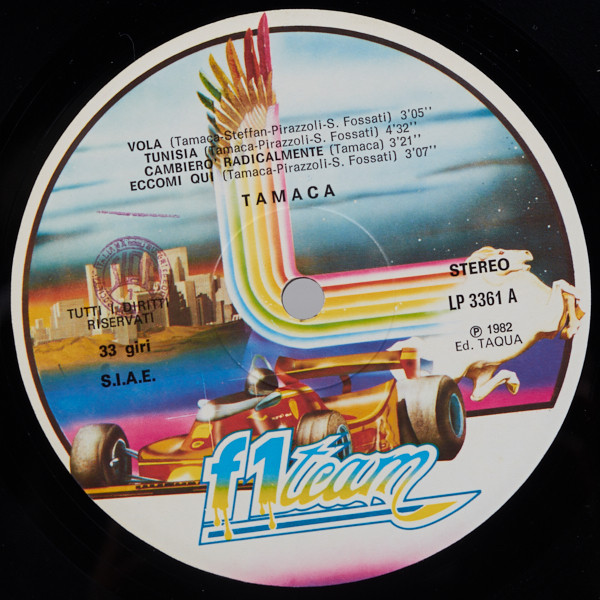 VOLA (Tamaca-Steffan-Pirazzoli-S. Fossati) 3'05''
TUNISIA (Tamaca-Pirazzoli-S. Fossati) 4'32''
CAMBIERO' RADICALMENTE (Tamaca) 3'21''
ECCOMI QUI (Tamaca-Pirazzoli-S. Fossati) 3'07''
TAMACA
STEREO
LP 3361 A
℗ 1982
Ed. TAQUA
TUTTI I DIRITTI
RISERVATI
33 giri
S.I.A.E.
f1 team